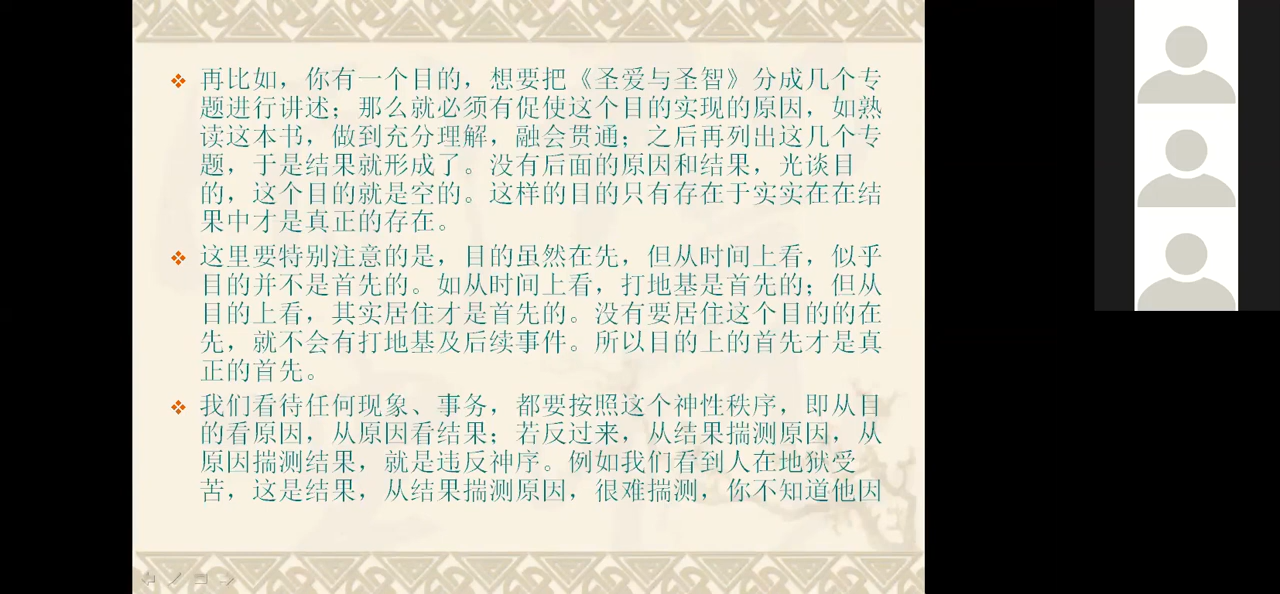 再比如，你有一个目的，想要把《圣爱与圣智》分成几个专
题进行讲述；那么就必须有促使这个目的实现的原因，如熟
读这本书，做到充分理解，融会贯通；之后再列出这几个专
题，于是结果就形成了。没有后面的原因和结果，光谈目
的，这个目的就是空的。这样的目的只有存在于实实在在结
果中才是真正的存在。
这里要特别注意的是，目的虽然在先，但从时间上看，似乎
目的并不是首先的。如从时间上看，打地基是首先的；但从
目的上看，其实居住才是首先的。没有要居住这个目的的在
先，就不会有打地基及后续事件。所以目的上的首先才是真
正的首先。
我们看待任何现象、事务，都要按照这个神性秩序，即从目
的看原因，从原因看结果；若反过来，从结果揣测原因，从
原因揣测结果，就是违反神序。例如我们看到人在地狱受
苦，这是结果，从结果揣测原因，很难揣测，你不知道他因